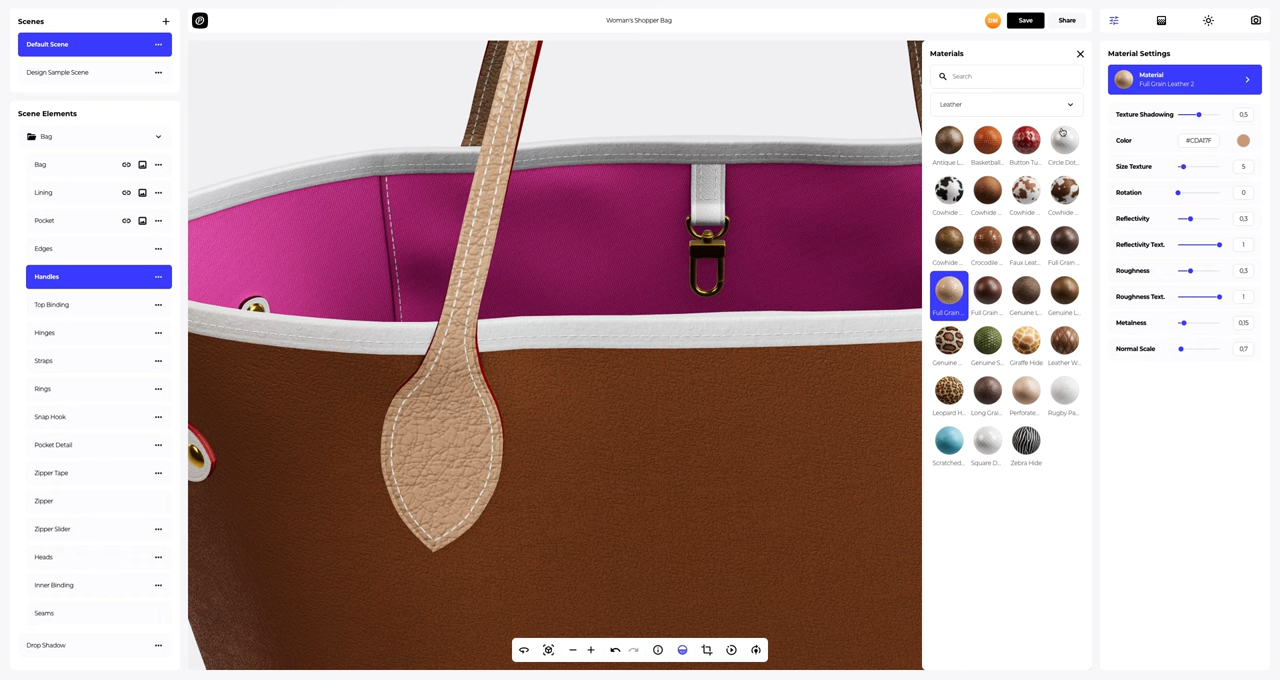 Scenes
Default Scene
Design Sample Scene
Scene Elements
Bag
Bag
Lining
Pocket
Edges
Handles
Top Binding
Hinges
Straps
Rings
Snap Hook
Pocket Detail
Zipper Tape
Zipper
Zipper Slider
Heads
Inner Binding
Seams
Drop Shadow
Woman's Shopper Bag
DM
Save
Share
Materials
Search
Leather
Antique L... Basketball... Button Tu... Circle Dot...
Cowhide ... Cowhide ... Cowhide ... Cowhide ...
Cowhide ... Crocodile ... Faux Leat... Full Grain ...
Full Grain ... Full Grain ... Genuine L... Genuine L...
Genuine ... Genuine S... Giraffe Hide Leather W...
Leopard H... Long Grai... Perforate... Rugby Pa...
Scratched... Square D... Zebra Hide
Material Settings
Material
Full Grain Leather 2
Texture Shadowing 0,5
Color #CDA17F
Size Texture 5
Rotation 0
Reflectivity 0,3
Reflectivity Text. 1
Roughness 0,3
Roughness Text. 1
Metalness 0,15
Normal Scale 0,7